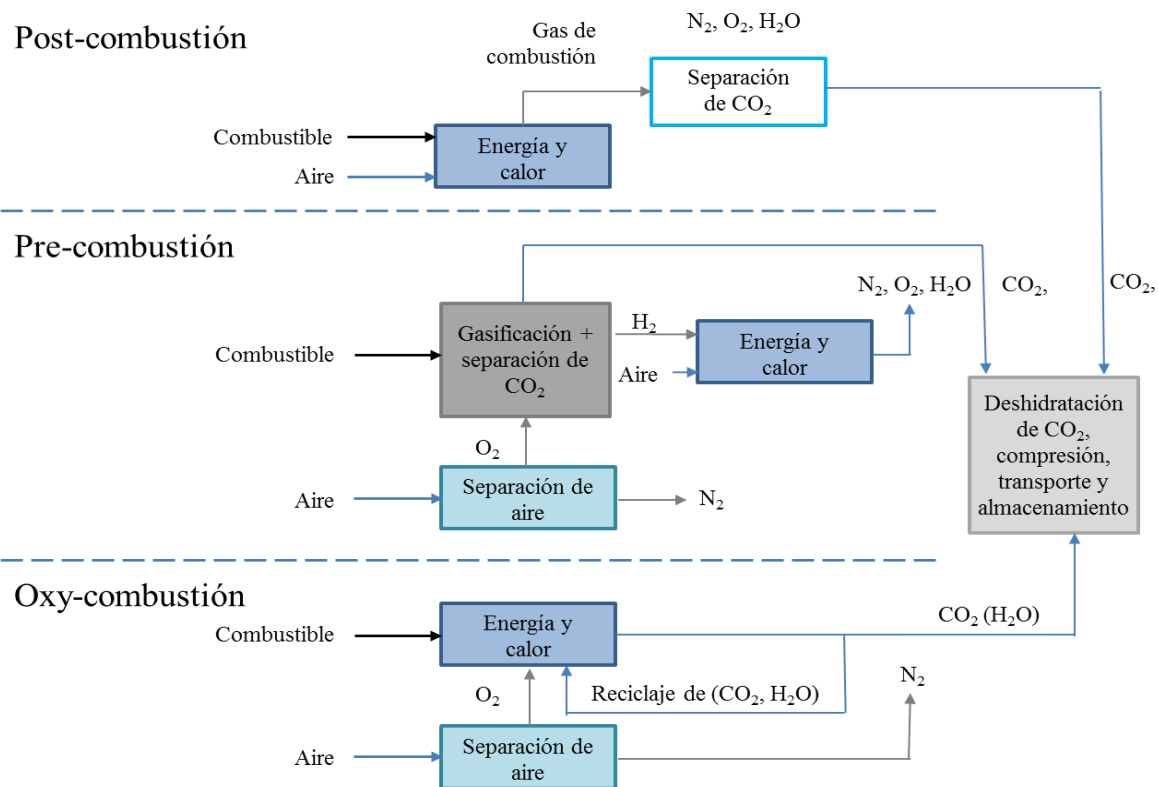 Post-combustión
Gas de
combustión
N₂, O₂, H₂O
Separación
de CO₂
Combustible
Aire
Energía y
calor
Pre-combustión
N₂, O₂, H₂O
CO₂,
CO₂,
Combustible
Gasificación +
separación de
CO₂
H₂
Aire
Energía y
calor
O₂
Aire
Separación de
aire
N₂
Deshidratación
de CO₂,
compresión,
transporte y
almacenamiento
Oxy-combustión
Combustible
Energía y
calor
CO₂ (H₂O)
O₂
Reciclaje de (CO₂, H₂O)
N₂
Aire
Separación de
aire